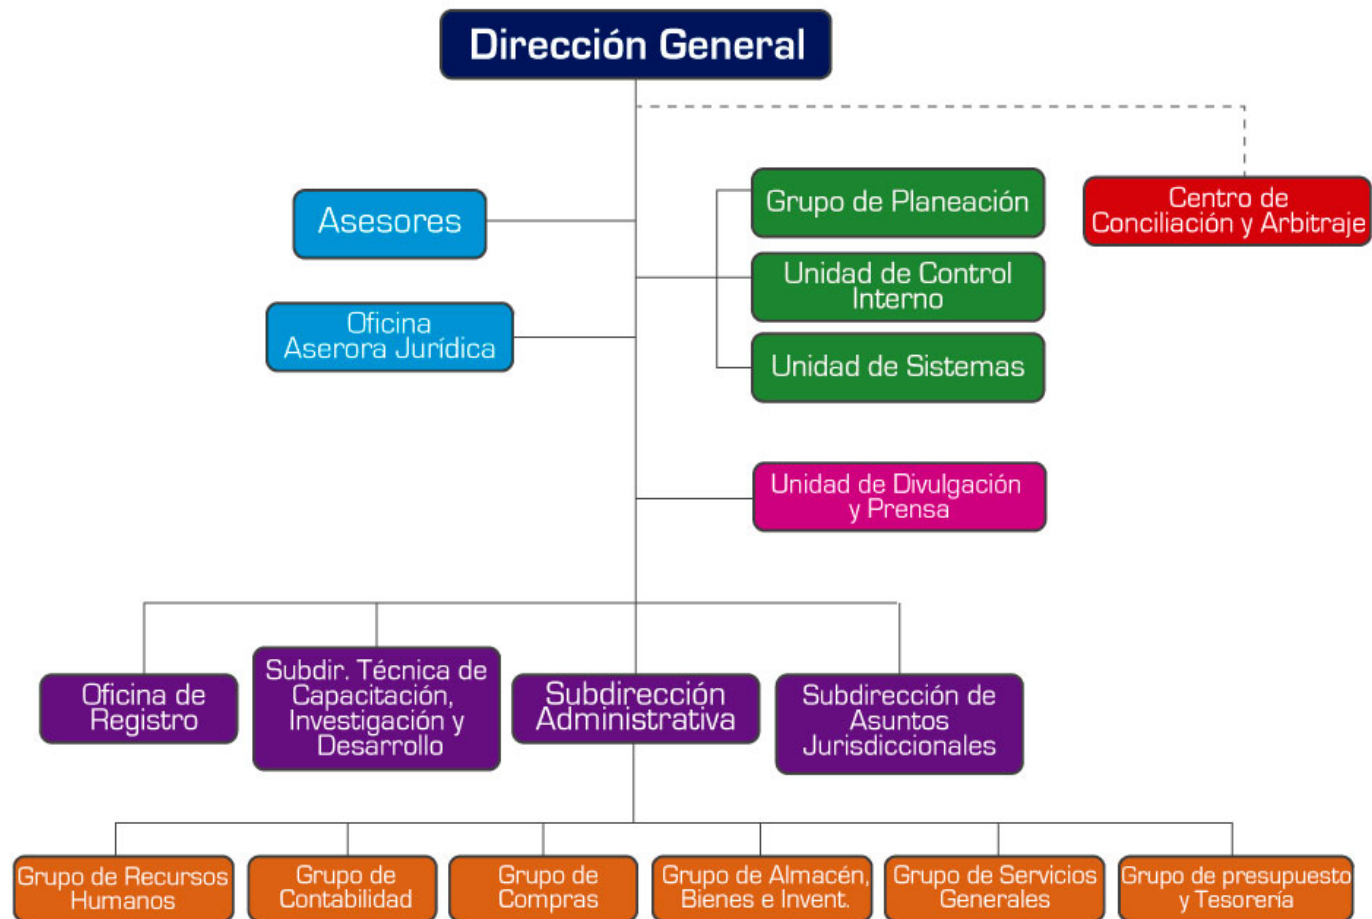 Dirección General
Asesores
Grupo de Planeación
Centro de
Conciliación y Arbitraje
Unidad de Control
Interno
Oficina
Aserora Jurídica
Unidad de Sistemas
Unidad de Divulgación
y Prensa
Oficina de
Registro
Subdir. Técnica de
Capacitación,
Investigación y
Desarrollo
Subdirección
Administrativa
Subdirección de
Asuntos
Jurisdiccionales
Grupo de Recursos
Humanos
Grupo de
Contabilidad
Grupo de
Compras
Grupo de Almacén,
Bienes e Invent.
Grupo de Servicios
Generales
Grupo de presupuesto
y Tesorería